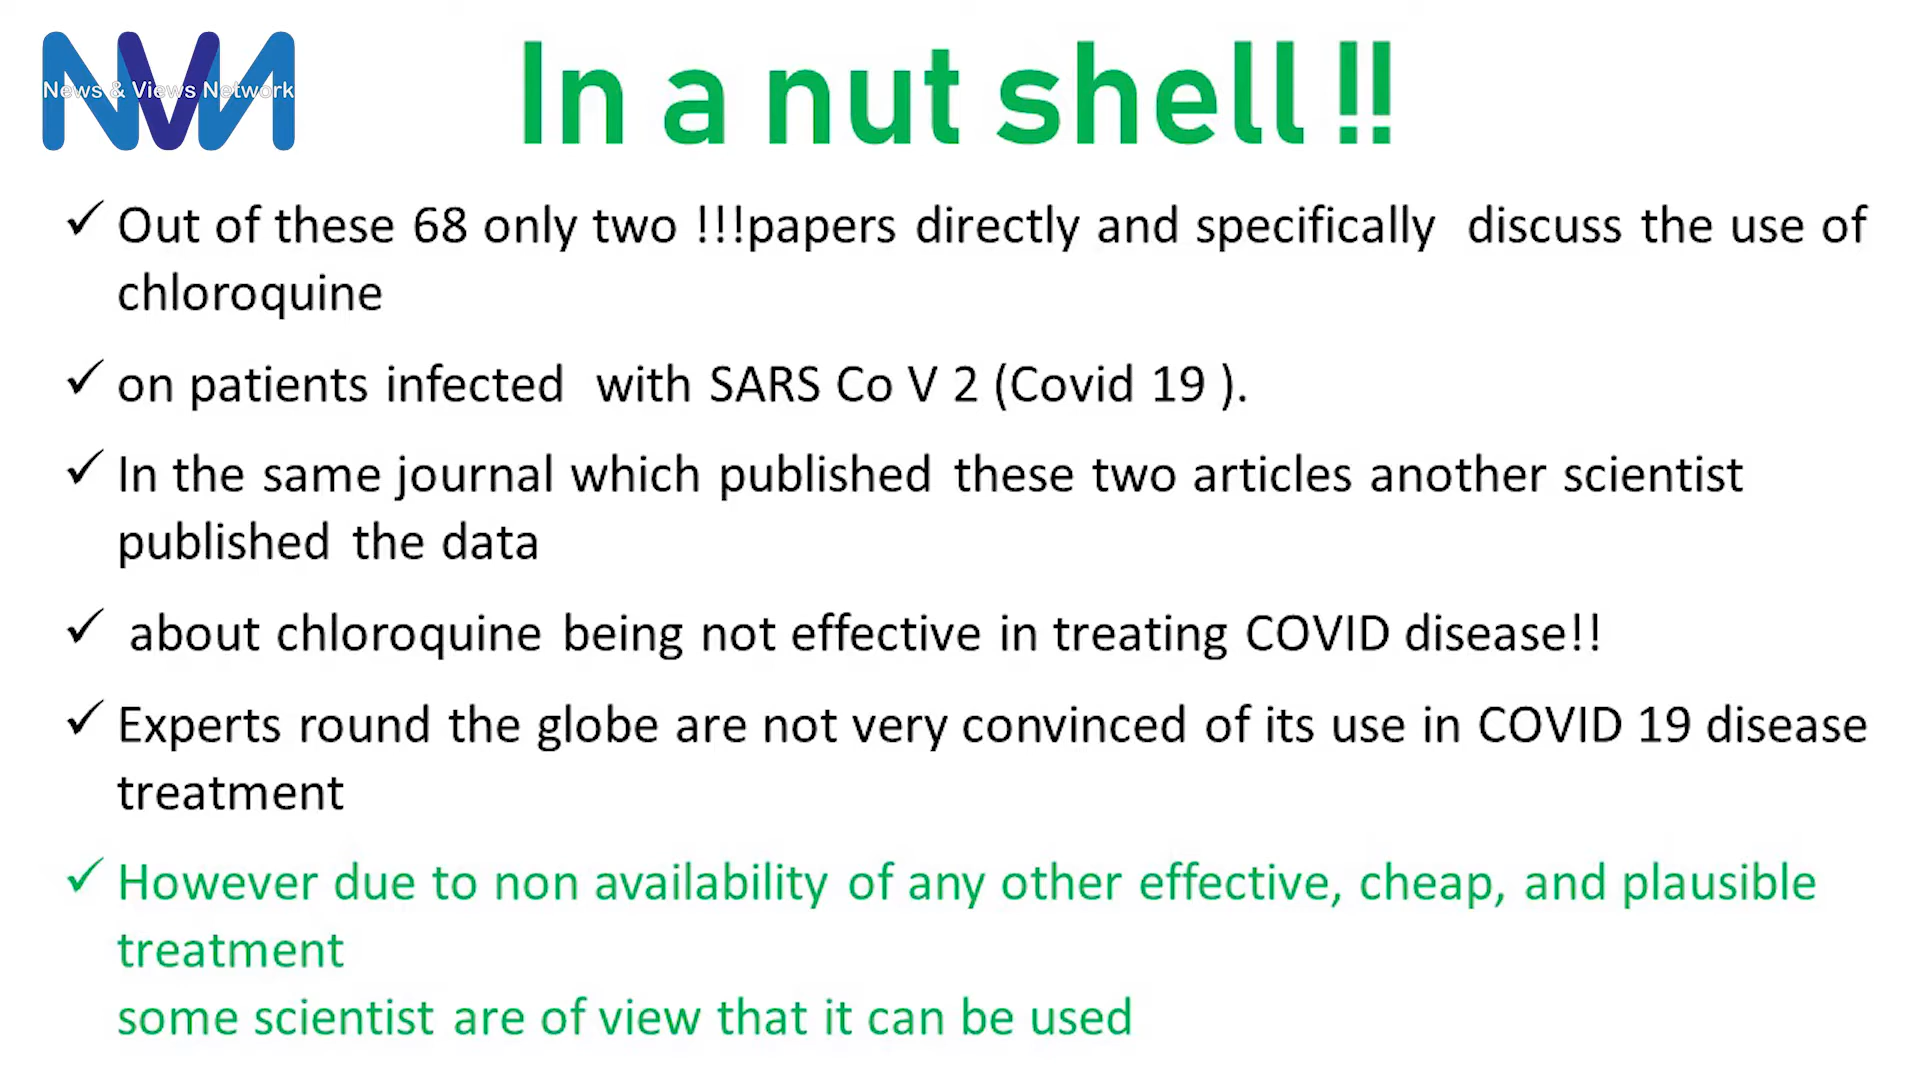 News & Views Network
In a nut shell !!
Out of these 68 only two !!!papers directly and specifically discuss the use of
chloroquine
on patients infected with SARS Co V 2 (Covid 19 ).
In the same journal which published these two articles another scientist
published the data
about chloroquine being not effective in treating COVID disease!!
Experts round the globe are not very convinced of its use in COVID 19 disease
treatment
However due to non availability of any other effective, cheap, and plausible
treatment
some scientist are of view that it can be used